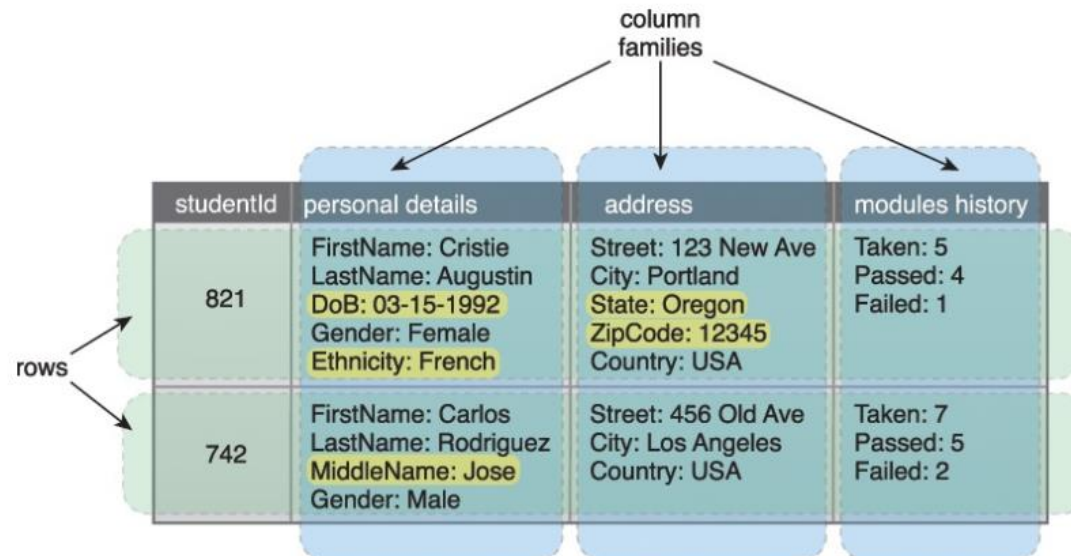 column
families
studentId
personal details
address
modules history
rows
821
FirstName: Cristie
LastName: Augustin
DoB: 03-15-1992
Gender: Female
Ethnicity: French
Street: 123 New Ave
City: Portland
State: Oregon
ZipCode: 12345
Country: USA
Taken: 5
Passed: 4
Failed: 1
742
FirstName: Carlos
LastName: Rodriguez
MiddleName: Jose
Gender: Male
Street: 456 Old Ave
City: Los Angeles
Country: USA
Taken: 7
Passed: 5
Failed: 2